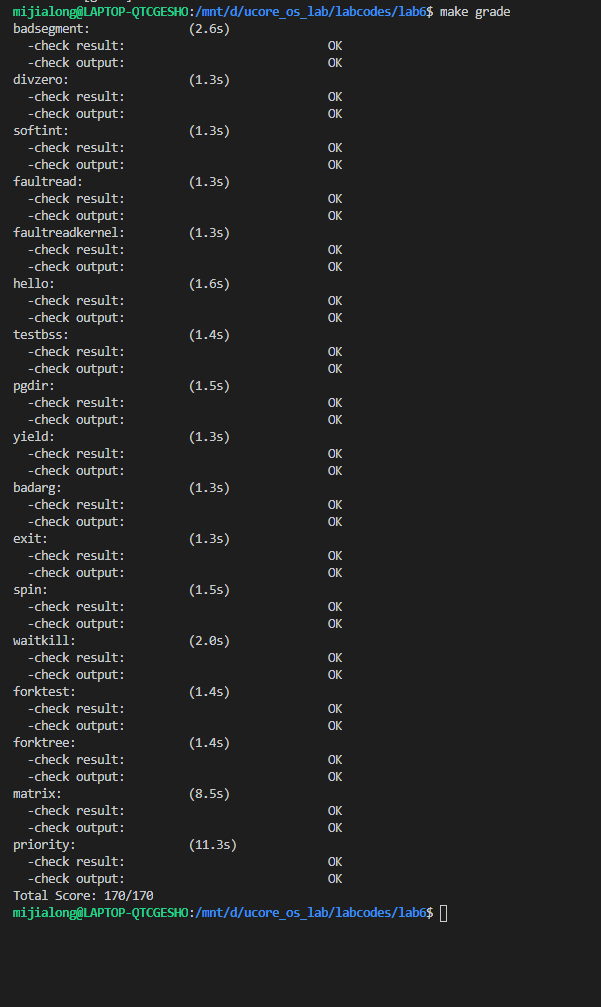 mijialong@LAPTOP-QTCGESHO:/mnt/d/ucore_os_lab/labcodes/lab6$ make grade
badsegment: (2.6s)
-check result: OK
-check output: OK
divzero: (1.3s)
-check result: OK
-check output: OK
softint: (1.3s)
-check result: OK
-check output: OK
faultread: (1.3s)
-check result: OK
-check output: OK
faultreadkernel: (1.3s)
-check result: OK
-check output: OK
hello: (1.6s)
-check result: OK
-check output: OK
testbss: (1.4s)
-check result: OK
-check output: OK
pgdir: (1.5s)
-check result: OK
-check output: OK
yield: (1.3s)
-check result: OK
-check output: OK
badarg: (1.3s)
-check result: OK
-check output: OK
exit: (1.3s)
-check result: OK
-check output: OK
spin: (1.5s)
-check result: OK
-check output: OK
waitkill: (2.0s)
-check result: OK
-check output: OK
forktest: (1.4s)
-check result: OK
-check output: OK
forktree: (1.4s)
-check result: OK
-check output: OK
matrix: (8.5s)
-check result: OK
-check output: OK
priority: (11.3s)
-check result: OK
-check output: OK
Total Score: 170/170
mijialong@LAPTOP-QTCGESHO:/mnt/d/ucore_os_lab/labcodes/lab6$